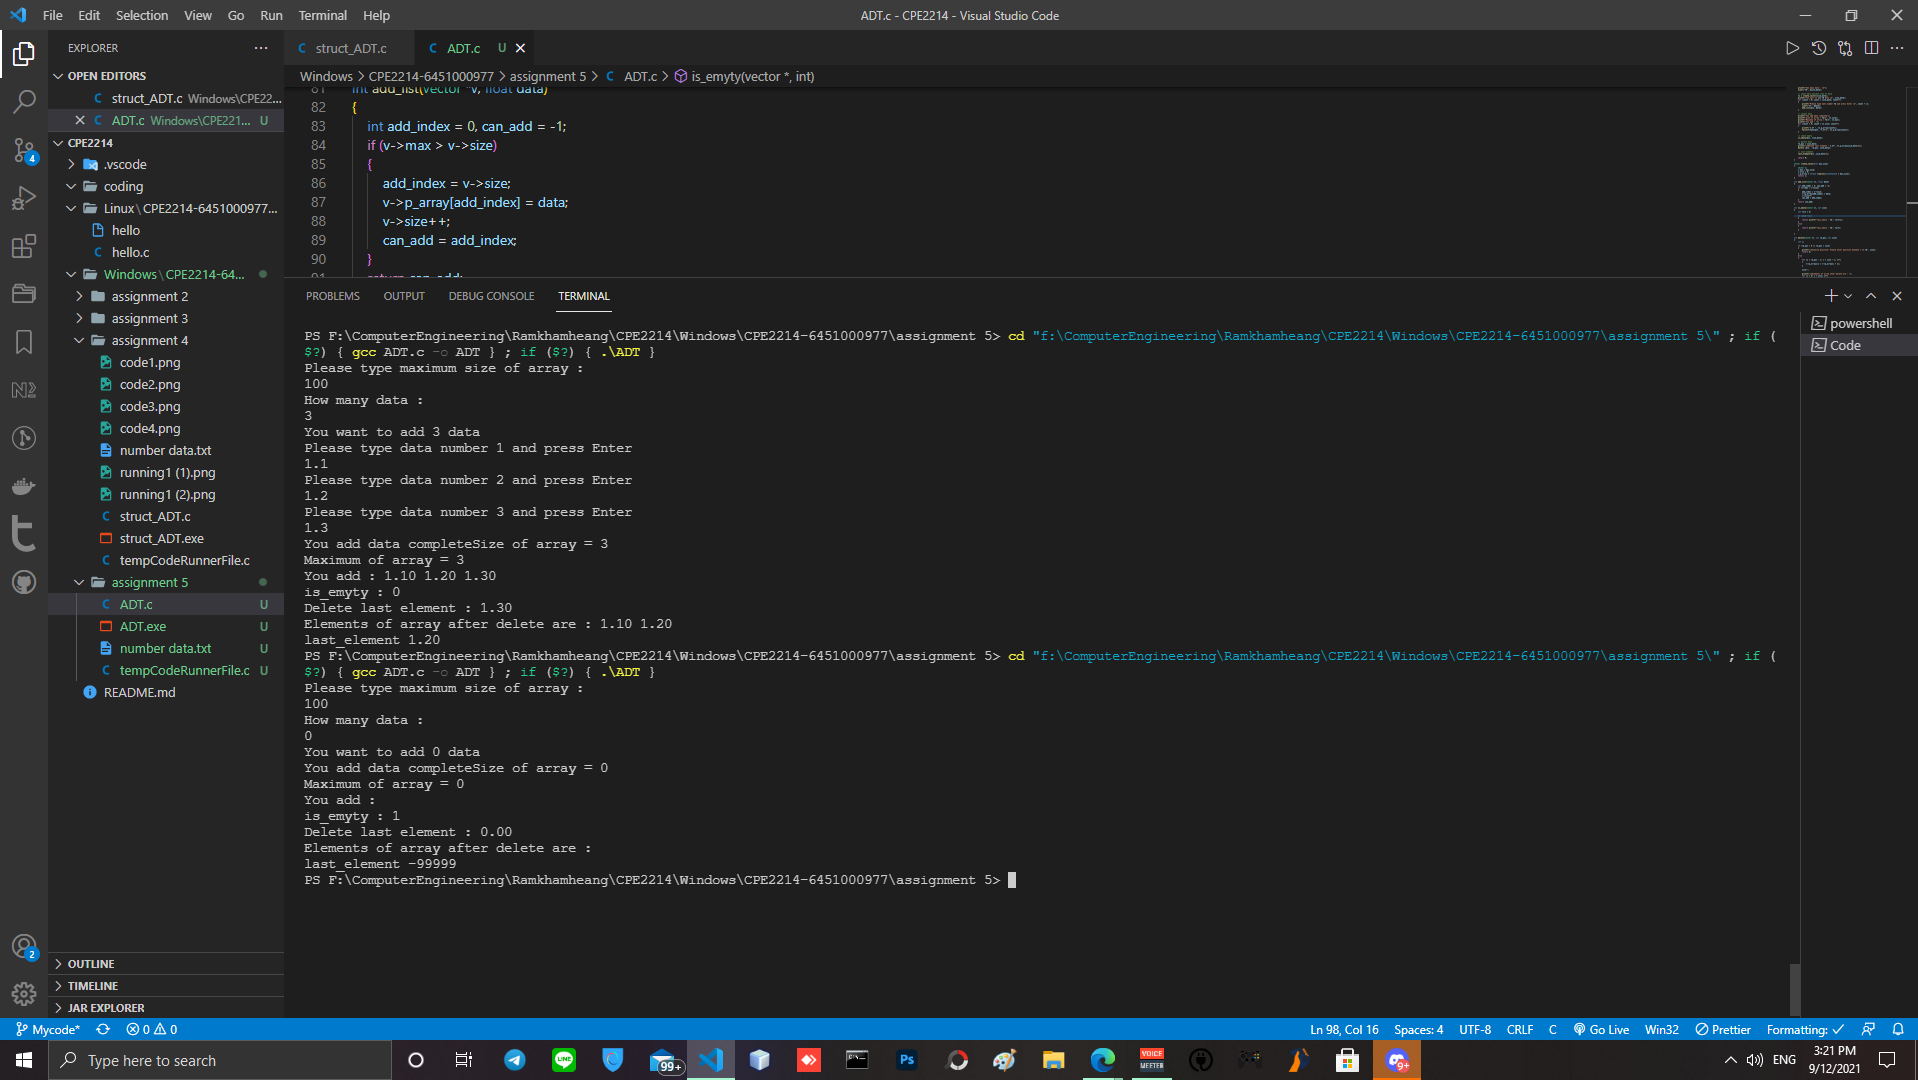 File Edit Selection View Go Run Terminal Help
ADT.c - CPE2214 - Visual Studio Code
EXPLORER
OPEN EDITORS
struct_ADT.c Windows\CPE22...
ADT.c Windows\CPE221... U
CPE2214
.vscode
coding
Linux\CPE2214-6451000977...
hello
hello.c
Windows\CPE2214-64...
assignment 2
assignment 3
assignment 4
code1.png
code2.png
code3.png
code4.png
number data.txt
running1 (1).png
running1 (2).png
struct_ADT.c
struct_ADT.exe
tempCodeRunnerFile.c
assignment 5
ADT.c U
ADT.exe U
number data.txt U
tempCodeRunnerFile.c U
README.md
OUTLINE
TIMELINE
JAR EXPLORER
struct_ADT.c
ADT.c U
Windows > CPE2214-6451000977 > assignment 5 > C ADT.c > is_emyty(vector *, int)
81 int add_list(vector *v, float data)
82 {
83 int add_index = 0, can_add = -1;
84 if (v->max > v->size)
85 {
86 add_index = v->size;
87 v->p_array[add_index] = data;
88 v->size++;
89 can_add = add_index;
90 }
91 return can_add;
PROBLEMS OUTPUT DEBUG CONSOLE TERMINAL
powershell
Code
PS F:\ComputerEngineering\Ramkhamheang\CPE2214\Windows\CPE2214-6451000977\assignment 5> cd "f:\ComputerEngineering\Ramkhamheang\CPE2214\Windows\CPE2214-6451000977\assignment 5\" ; if (
$?) { gcc ADT.c -o ADT } ; if ($?) { .\ADT }
Please type maximum size of array :
100
How many data :
3
You want to add 3 data
Please type data number 1 and press Enter
1.1
Please type data number 2 and press Enter
1.2
Please type data number 3 and press Enter
1.3
You add data completeSize of array = 3
Maximum of array = 3
You add : 1.10 1.20 1.30
is_emyty : 0
Delete last element : 1.30
Elements of array after delete are : 1.10 1.20
last_element 1.20
PS F:\ComputerEngineering\Ramkhamheang\CPE2214\Windows\CPE2214-6451000977\assignment 5> cd "f:\ComputerEngineering\Ramkhamheang\CPE2214\Windows\CPE2214-6451000977\assignment 5\" ; if (
$?) { gcc ADT.c -o ADT } ; if ($?) { .\ADT }
Please type maximum size of array :
100
How many data :
0
You want to add 0 data
You add data completeSize of array = 0
Maximum of array = 0
You add :
is_emyty : 1
Delete last element : 0.00
Elements of array after delete are :
last_element -99999
PS F:\ComputerEngineering\Ramkhamheang\CPE2214\Windows\CPE2214-6451000977\assignment 5>
4
2
Mycode* 0 0
Ln 98, Col 16 Spaces: 4 UTF-8 CRLF C Go Live Win32 Prettier Formatting:
Type here to search
LINE
99+
Ps
VOICE
MEETER
9+
ENG
3:21 PM
9/12/2021